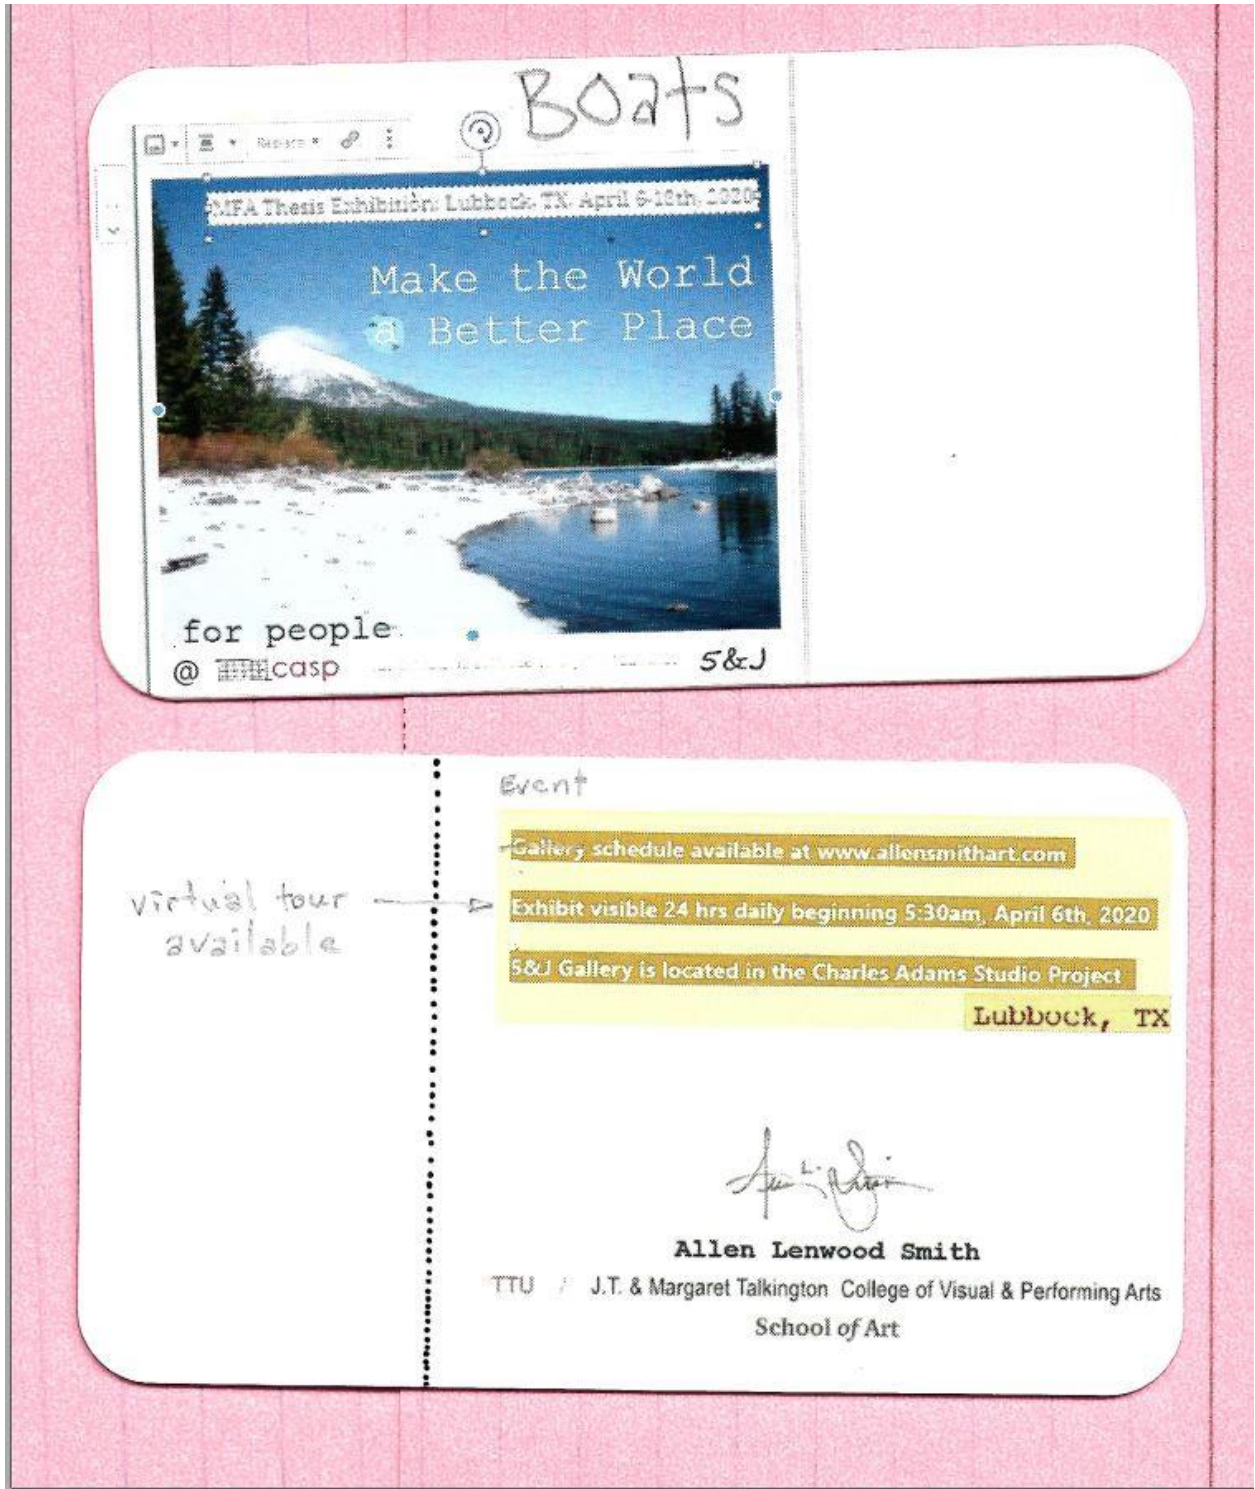 Boats
Replace
MFA Thesis Exhibition: Lubbock, TX, April 6-18th, 2020
Make the World
a Better Place
for people
@ casp
5&J
Event
Gallery schedule available at www.allensmithart.com
virtual tour
available
Exhibit visible 24 hrs daily beginning 5:30am, April 6th, 2020
5&J Gallery is located in the Charles Adams Studio Project
Lubbock, TX
Allen Lenwood Smith
TTU / J.T. & Margaret Talkington College of Visual & Performing Arts
School of Art